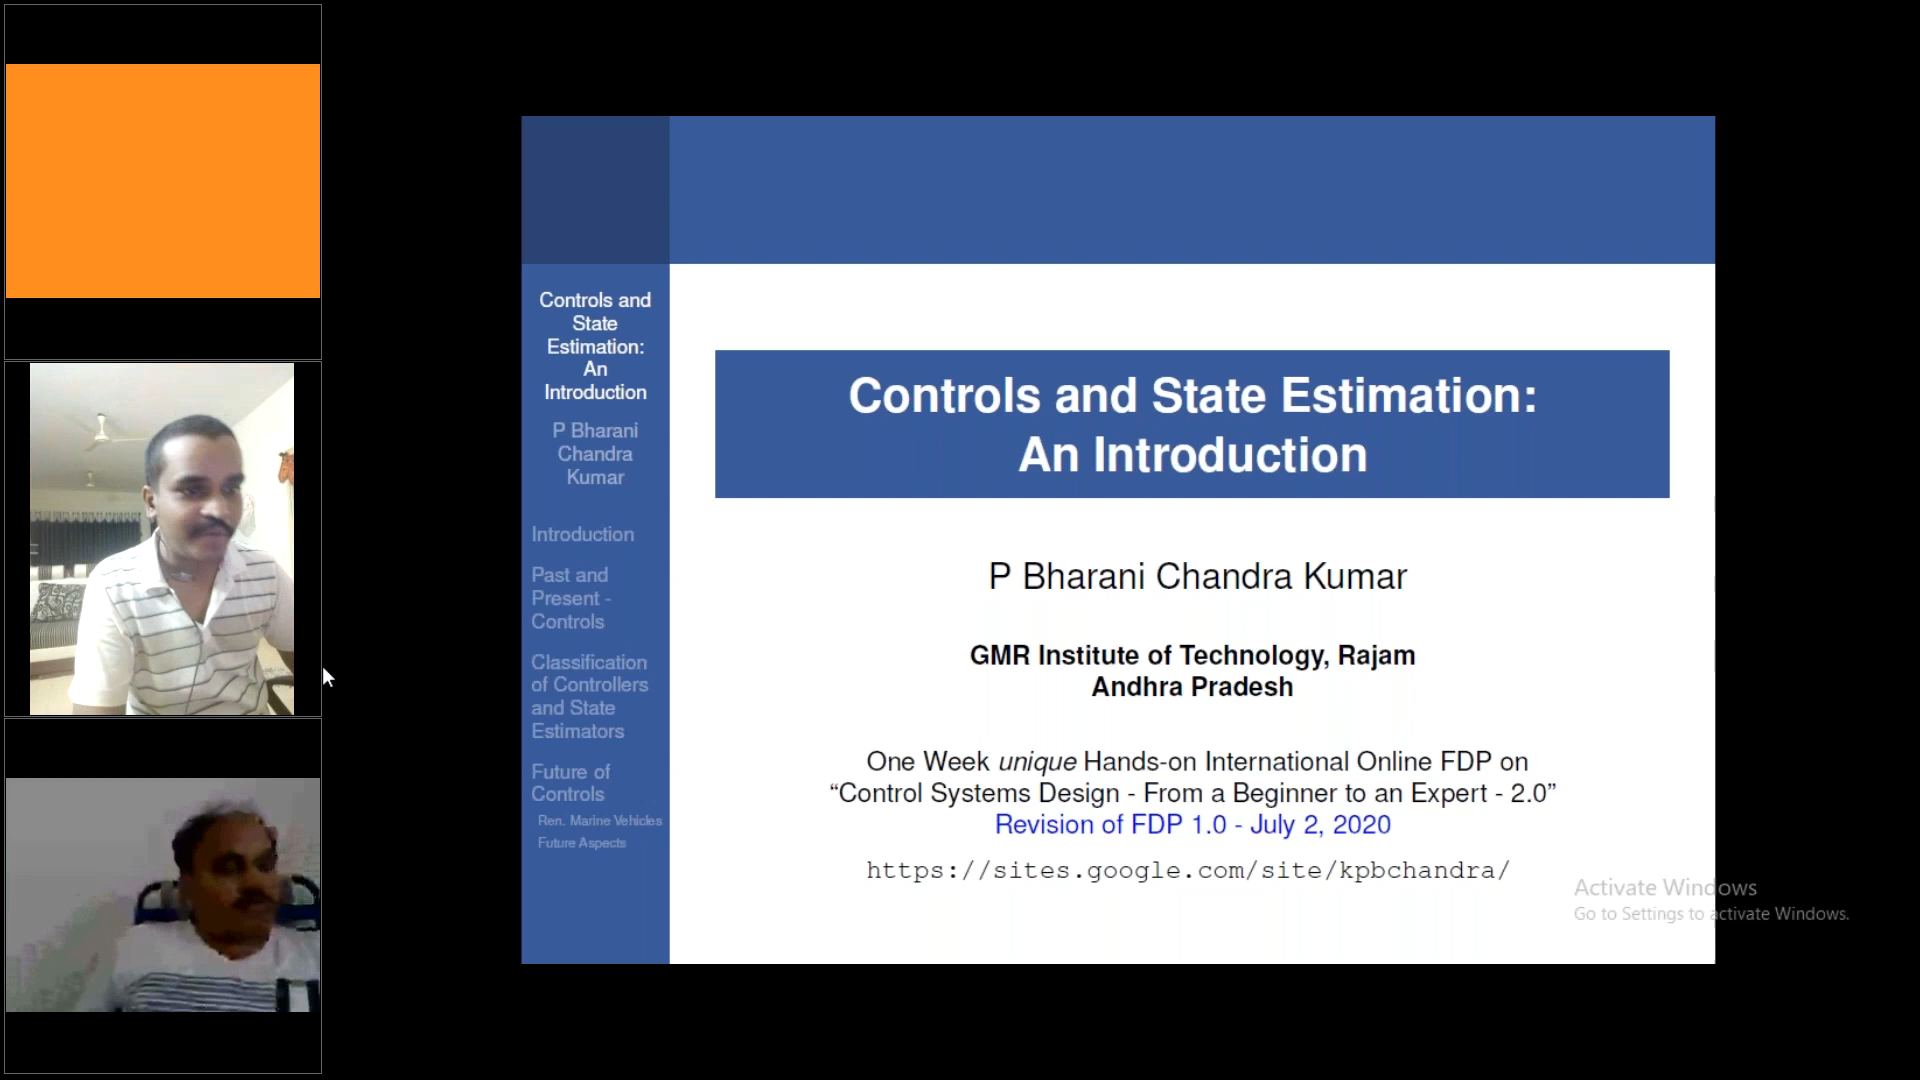 Controls and
State
Estimation:
An
Introduction
P Bharani
Chandra
Kumar
Introduction
Past and
Present -
Controls
Classification
of Controllers
and State
Estimators
Future of
Controls
Ren. Marine Vehicles
Future Aspects
Controls and State Estimation:
An Introduction
P Bharani Chandra Kumar
GMR Institute of Technology, Rajam
Andhra Pradesh
One Week unique Hands-on International Online FDP on
“Control Systems Design - From a Beginner to an Expert - 2.0”
Revision of FDP 1.0 - July 2, 2020
https://sites.google.com/site/kpbchandra/
Activate Windows
Go to Settings to activate Windows.